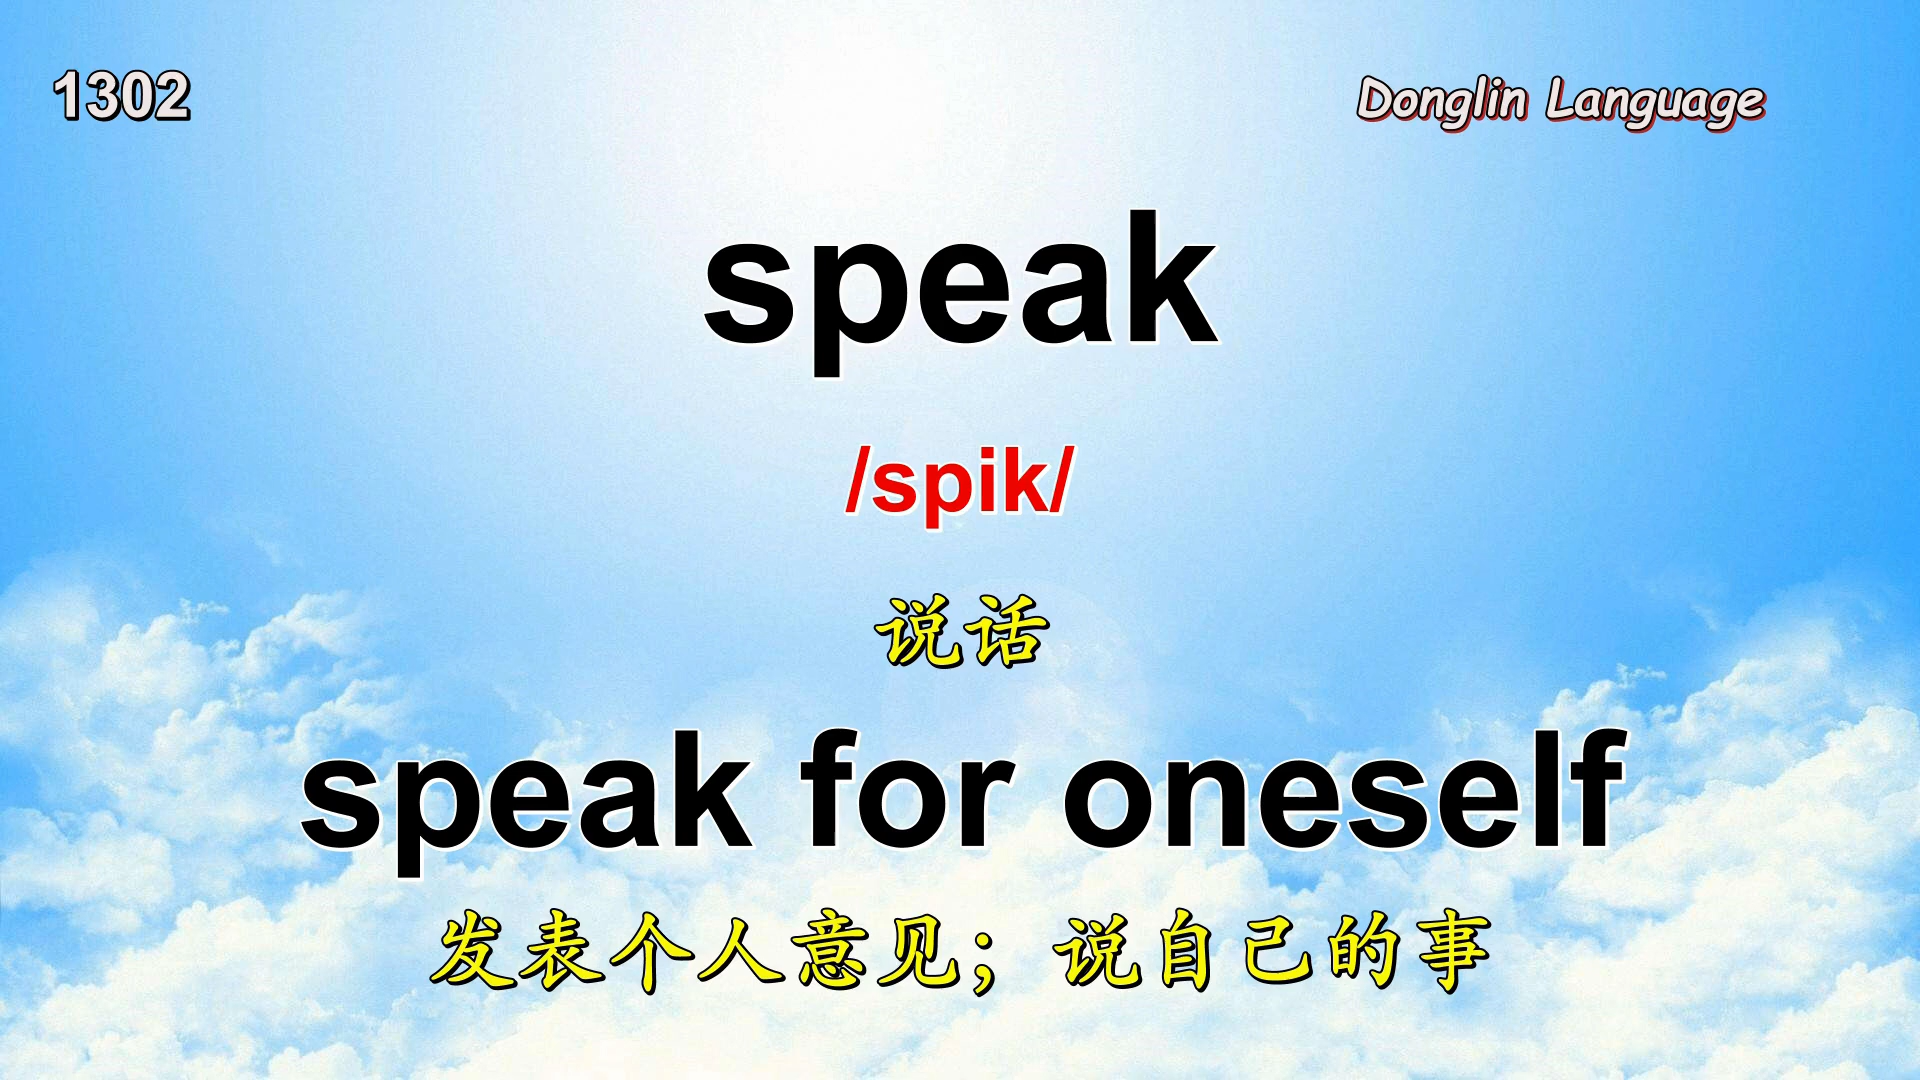 1302
Donglin Language
speak
/spik/
说话
speak for oneself
发表个人意见；说自己的事